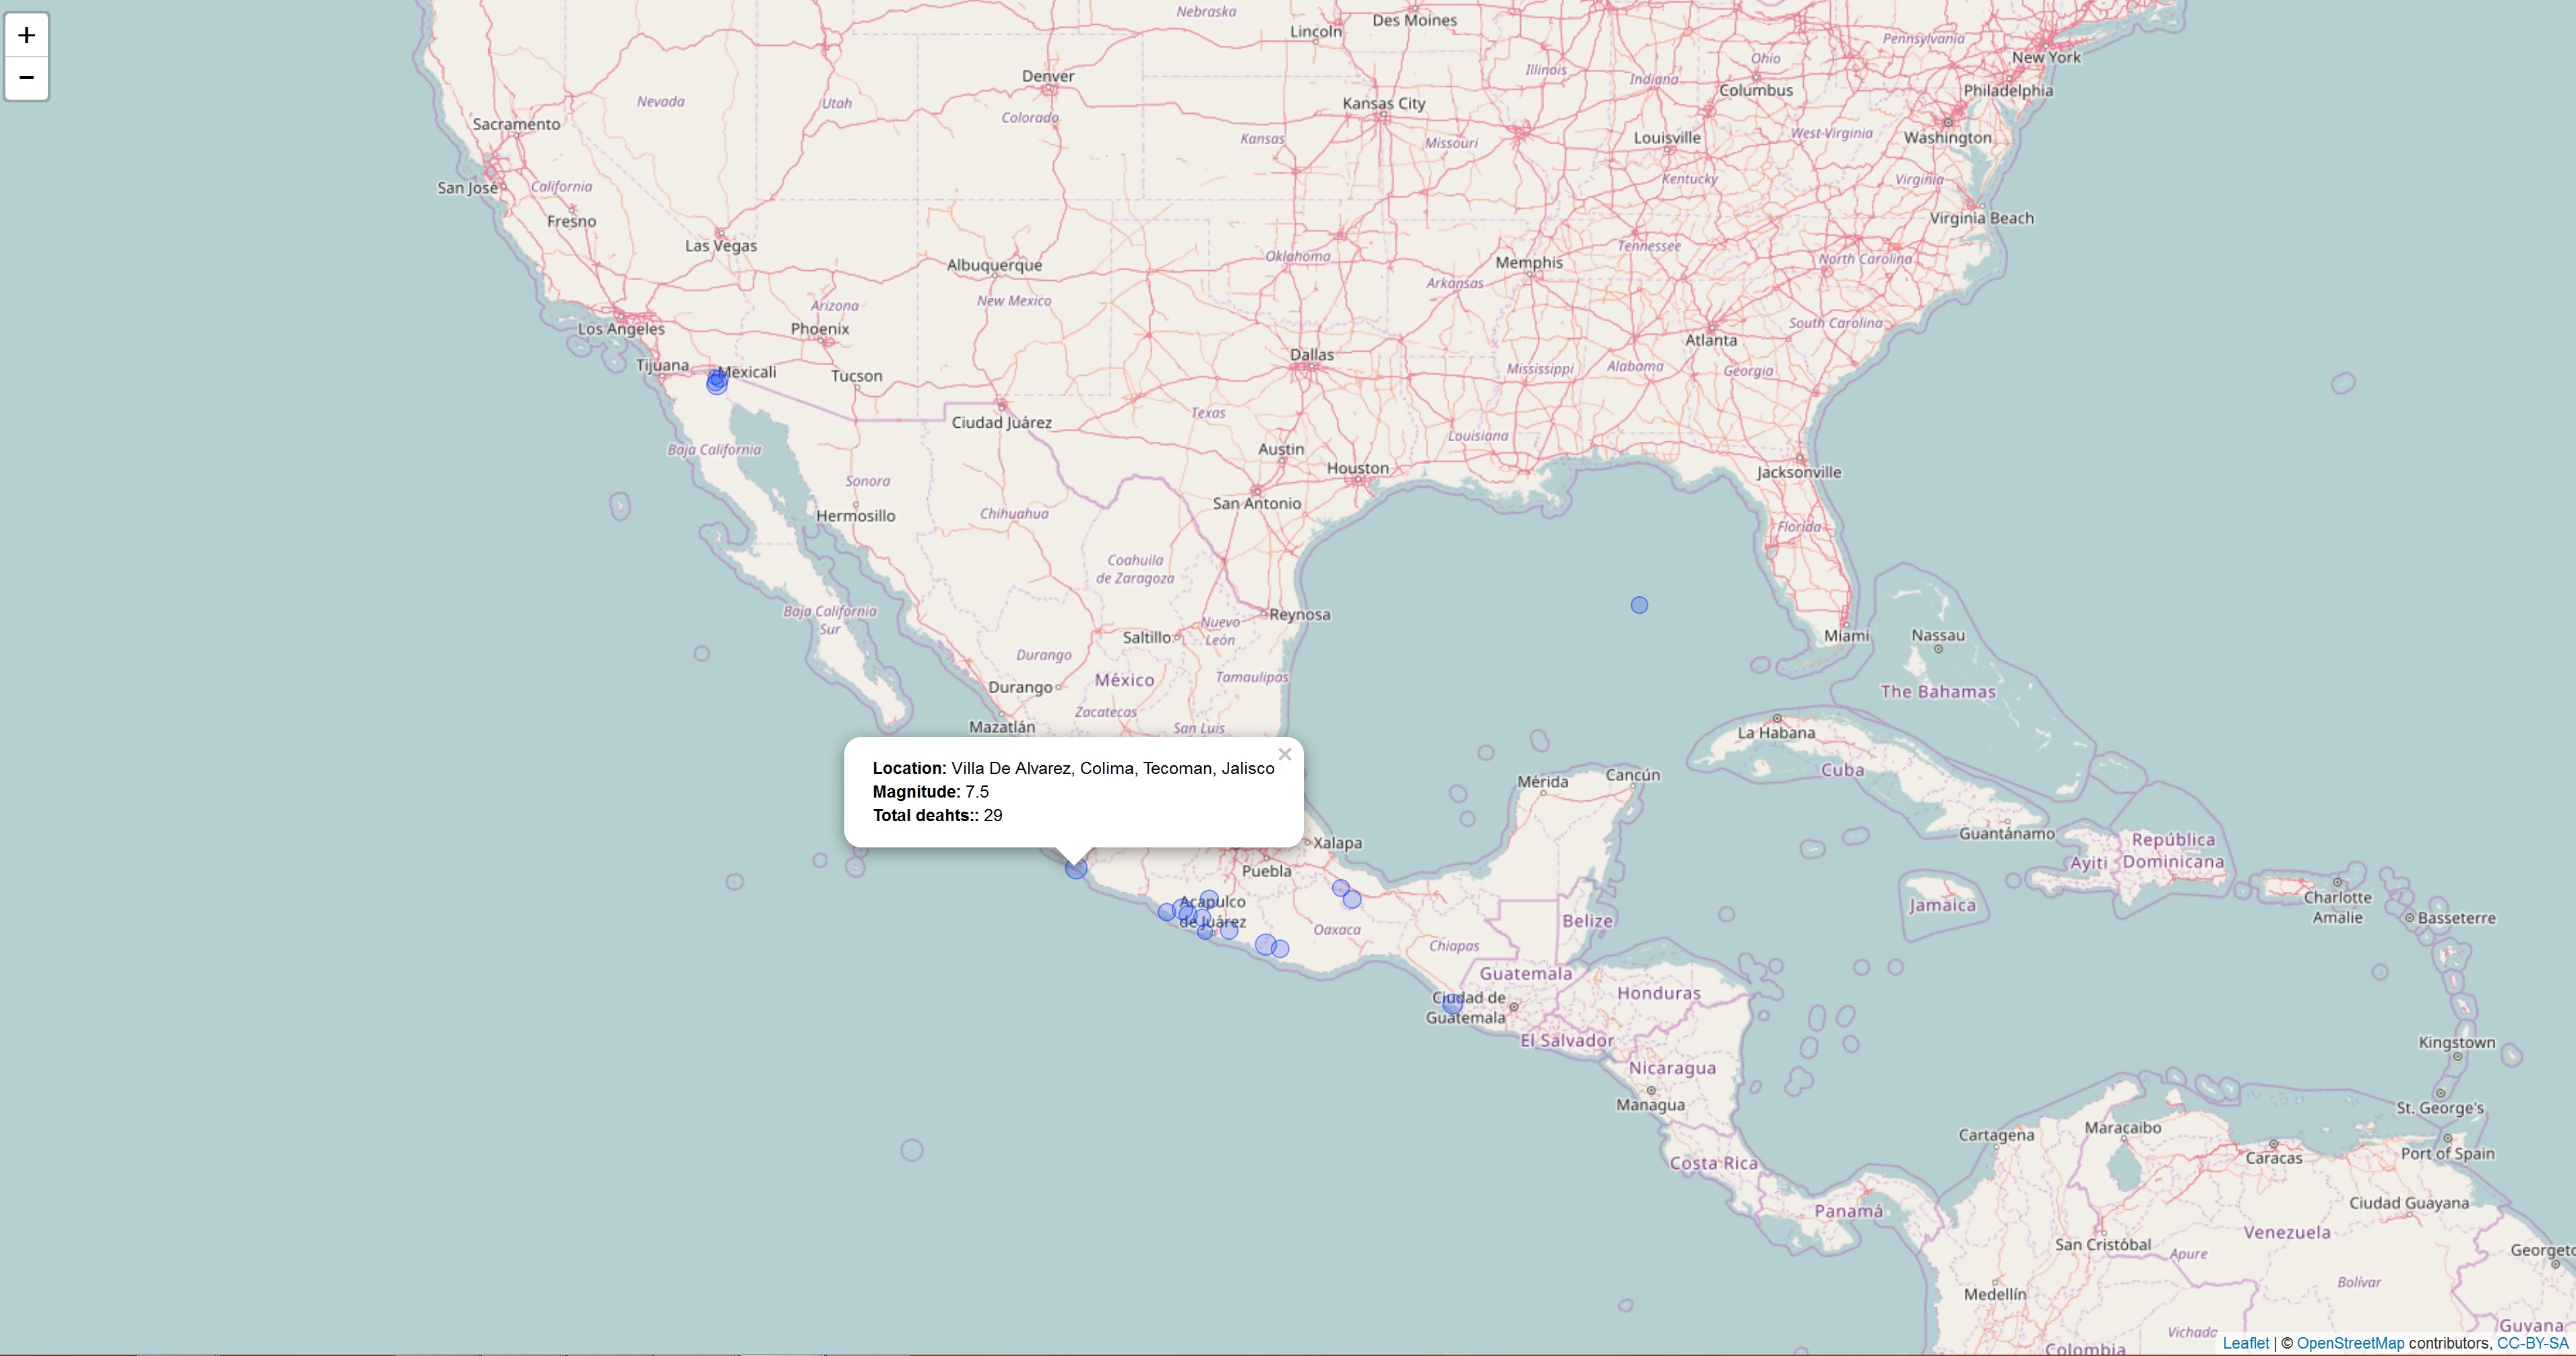 +
−
Nebraska
Des Moines
Lincoln
Pennsylvania
New York
Denver
Illinois
Indiana
Ohio
Columbus
Philadelphia
Nevada
Utah
Colorado
Kansas City
Sacramento
Kansas
Missouri
Louisville
West Virginia
Washington
San José
California
Kentucky
Virginia
Fresno
Las Vegas
Virginia Beach
Albuquerque
Oklahoma
Memphis
Tennessee
North Carolina
Arkansas
Arizona
New Mexico
Los Angeles
Phoenix
South Carolina
Atlanta
Dallas
Tijuana
Mexicali
Tucson
Mississippi
Alabama
Georgia
Ciudad Juárez
Texas
Louisiana
Baja California
Austin
Houston
Jacksonville
Sonora
San Antonio
Hermosillo
Chihuahua
Florida
Coahuila
de Zaragoza
Baja California
Sur
Reynosa
Nuevo
León
Saltillo
Miami
Nassau
Durango
México
Tamaulipas
Durango
The Bahamas
Zacatecas
Mazatlán
San Luis
La Habana
×
Location: Villa De Alvarez, Colima, Tecoman, Jalisco
Magnitude: 7.5
Total deahts:: 29
Mérida
Cancún
Cuba
Guantánamo
República
Dominicana
Ayiti
Xalapa
Puebla
Acapulco
de Juárez
Oaxaca
Chiapas
Belize
Jamaica
Charlotte
Amalie
Basseterre
Guatemala
Honduras
Ciudad de
Guatemala
El Salvador
Kingstown
Nicaragua
Managua
St. George's
Cartagena
Maracaibo
Caracas
Port of Spain
Costa Rica
Panamá
Ciudad Guayana
San Cristóbal
Apure
Venezuela
Georgeto
Bolívar
Medellín
Vichada
Guyana
Colombia
Leaflet | © OpenStreetMap contributors, CC-BY-SA